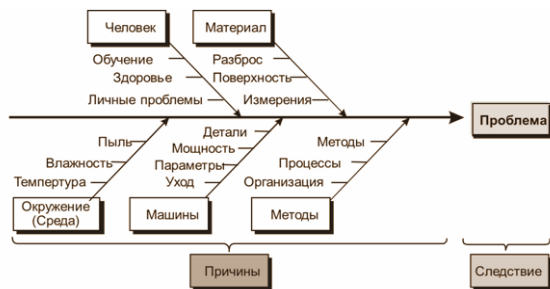 Человек
Материал
Обучение
Здоровье
Личные проблемы
Разброс
Поверхность
Измерения
Проблема
Пыль
Влажность
Темпертура
Детали
Мощность
Параметры
Уход
Методы
Процессы
Организация
Окружение
(Среда)
Машины
Методы
Причины
Следствие